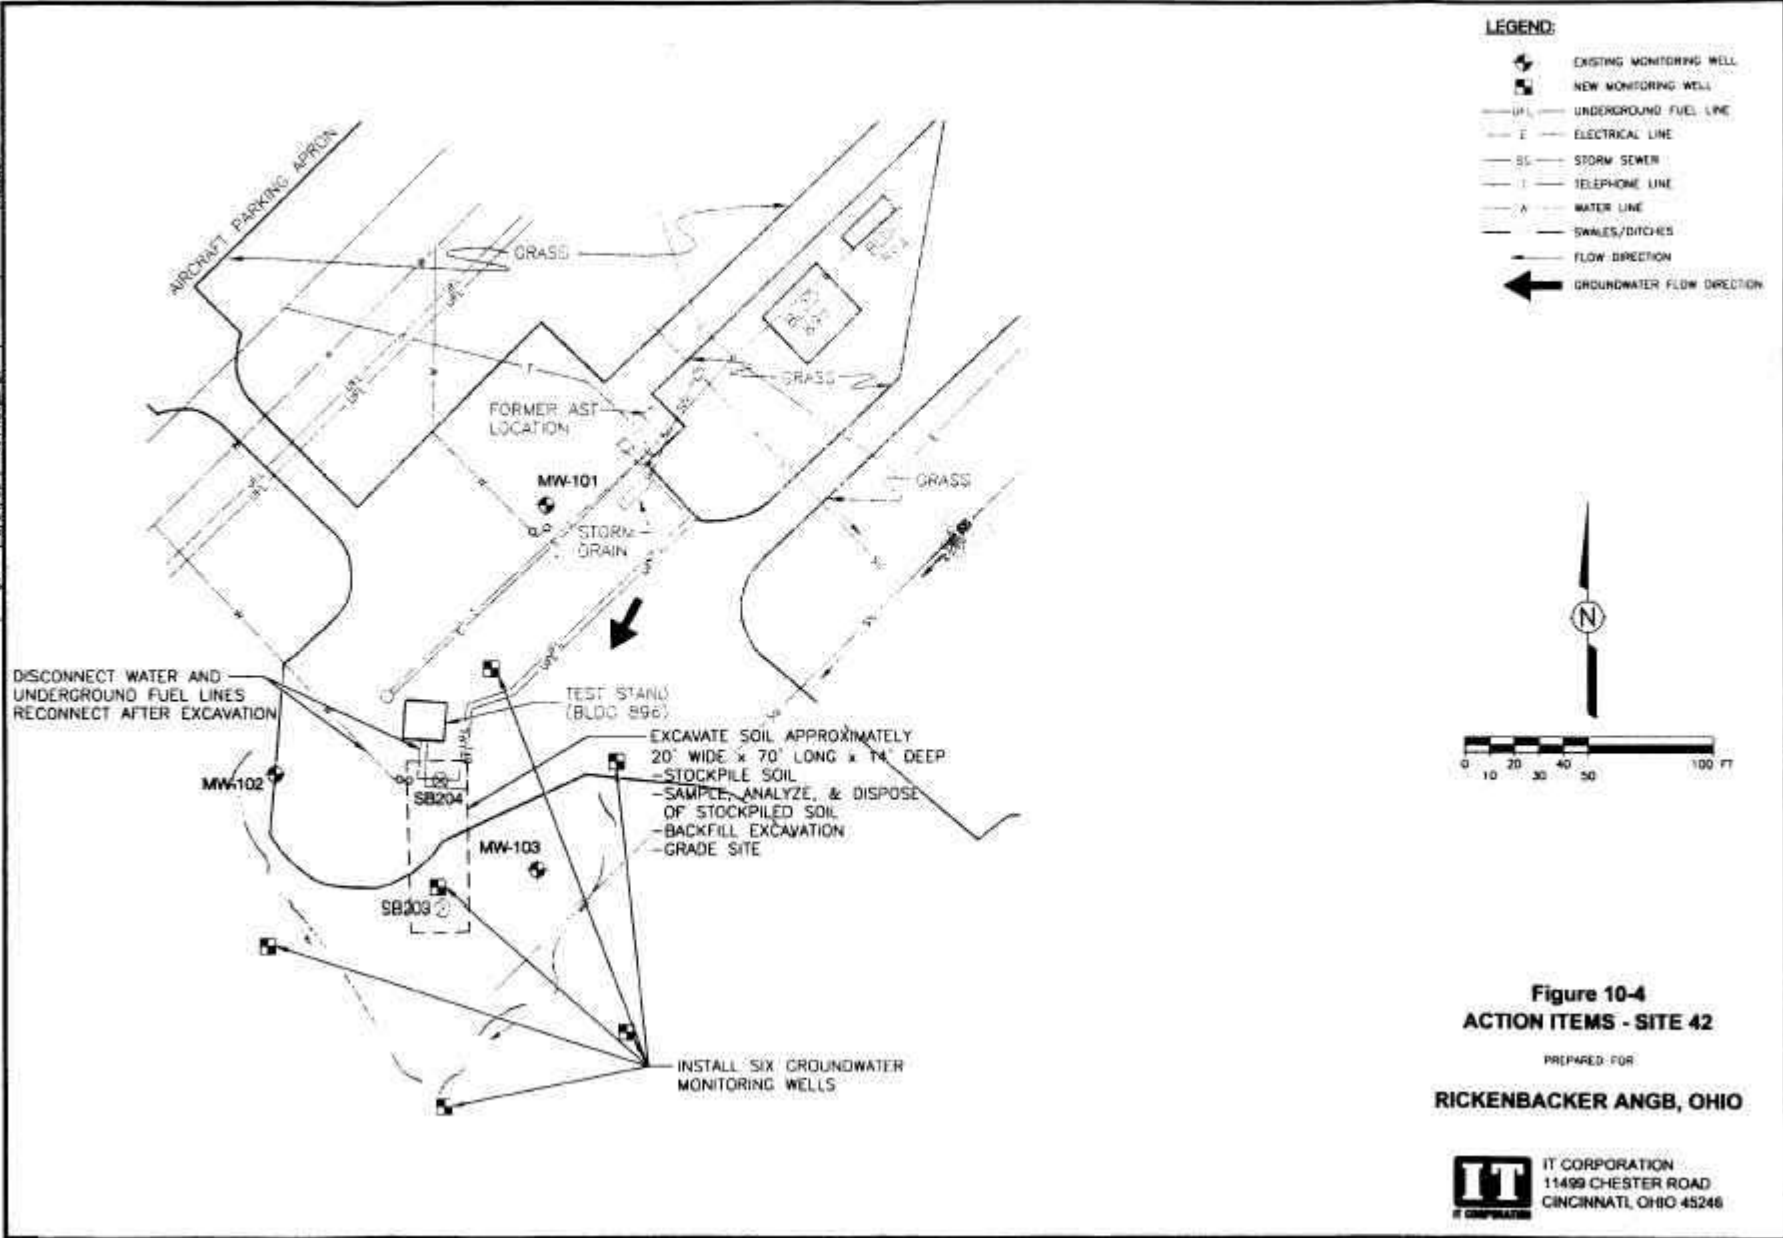 LEGEND:
EXISTING MONITORING WELL
NEW MONITORING WELL
UFL UNDERGROUND FUEL LINE
E ELECTRICAL LINE
STORM SEWER
T TELEPHONE LINE
WATER LINE
SWALES/DITCHES
FLOW DIRECTION
GROUNDWATER FLOW DIRECTION
AIRCRAFT PARKING APRON
GRASS
GRASS
GRASS
FORMER AST
LOCATION
MW-101
STORM
DRAIN
DISCONNECT WATER AND
UNDERGROUND FUEL LINES
RECONNECT AFTER EXCAVATION
TEST STAND
(BLDG 896)
EXCAVATE SOIL APPROXIMATELY
20' WIDE x 70' LONG x 14' DEEP
-STOCKPILE SOIL
-SAMPLE, ANALYZE, & DISPOSE
OF STOCKPILED SOIL
-BACKFILL EXCAVATION
-GRADE SITE
MW-102
SB204
MW-103
SB203
INSTALL SIX GROUNDWATER
MONITORING WELLS
N
0 10 20 30 40 50 100 FT
Figure 10-4
ACTION ITEMS - SITE 42
PREPARED FOR
RICKENBACKER ANGB, OHIO
IT
IT CORPORATION
IT CORPORATION
11499 CHESTER ROAD
CINCINNATI, OHIO 45246